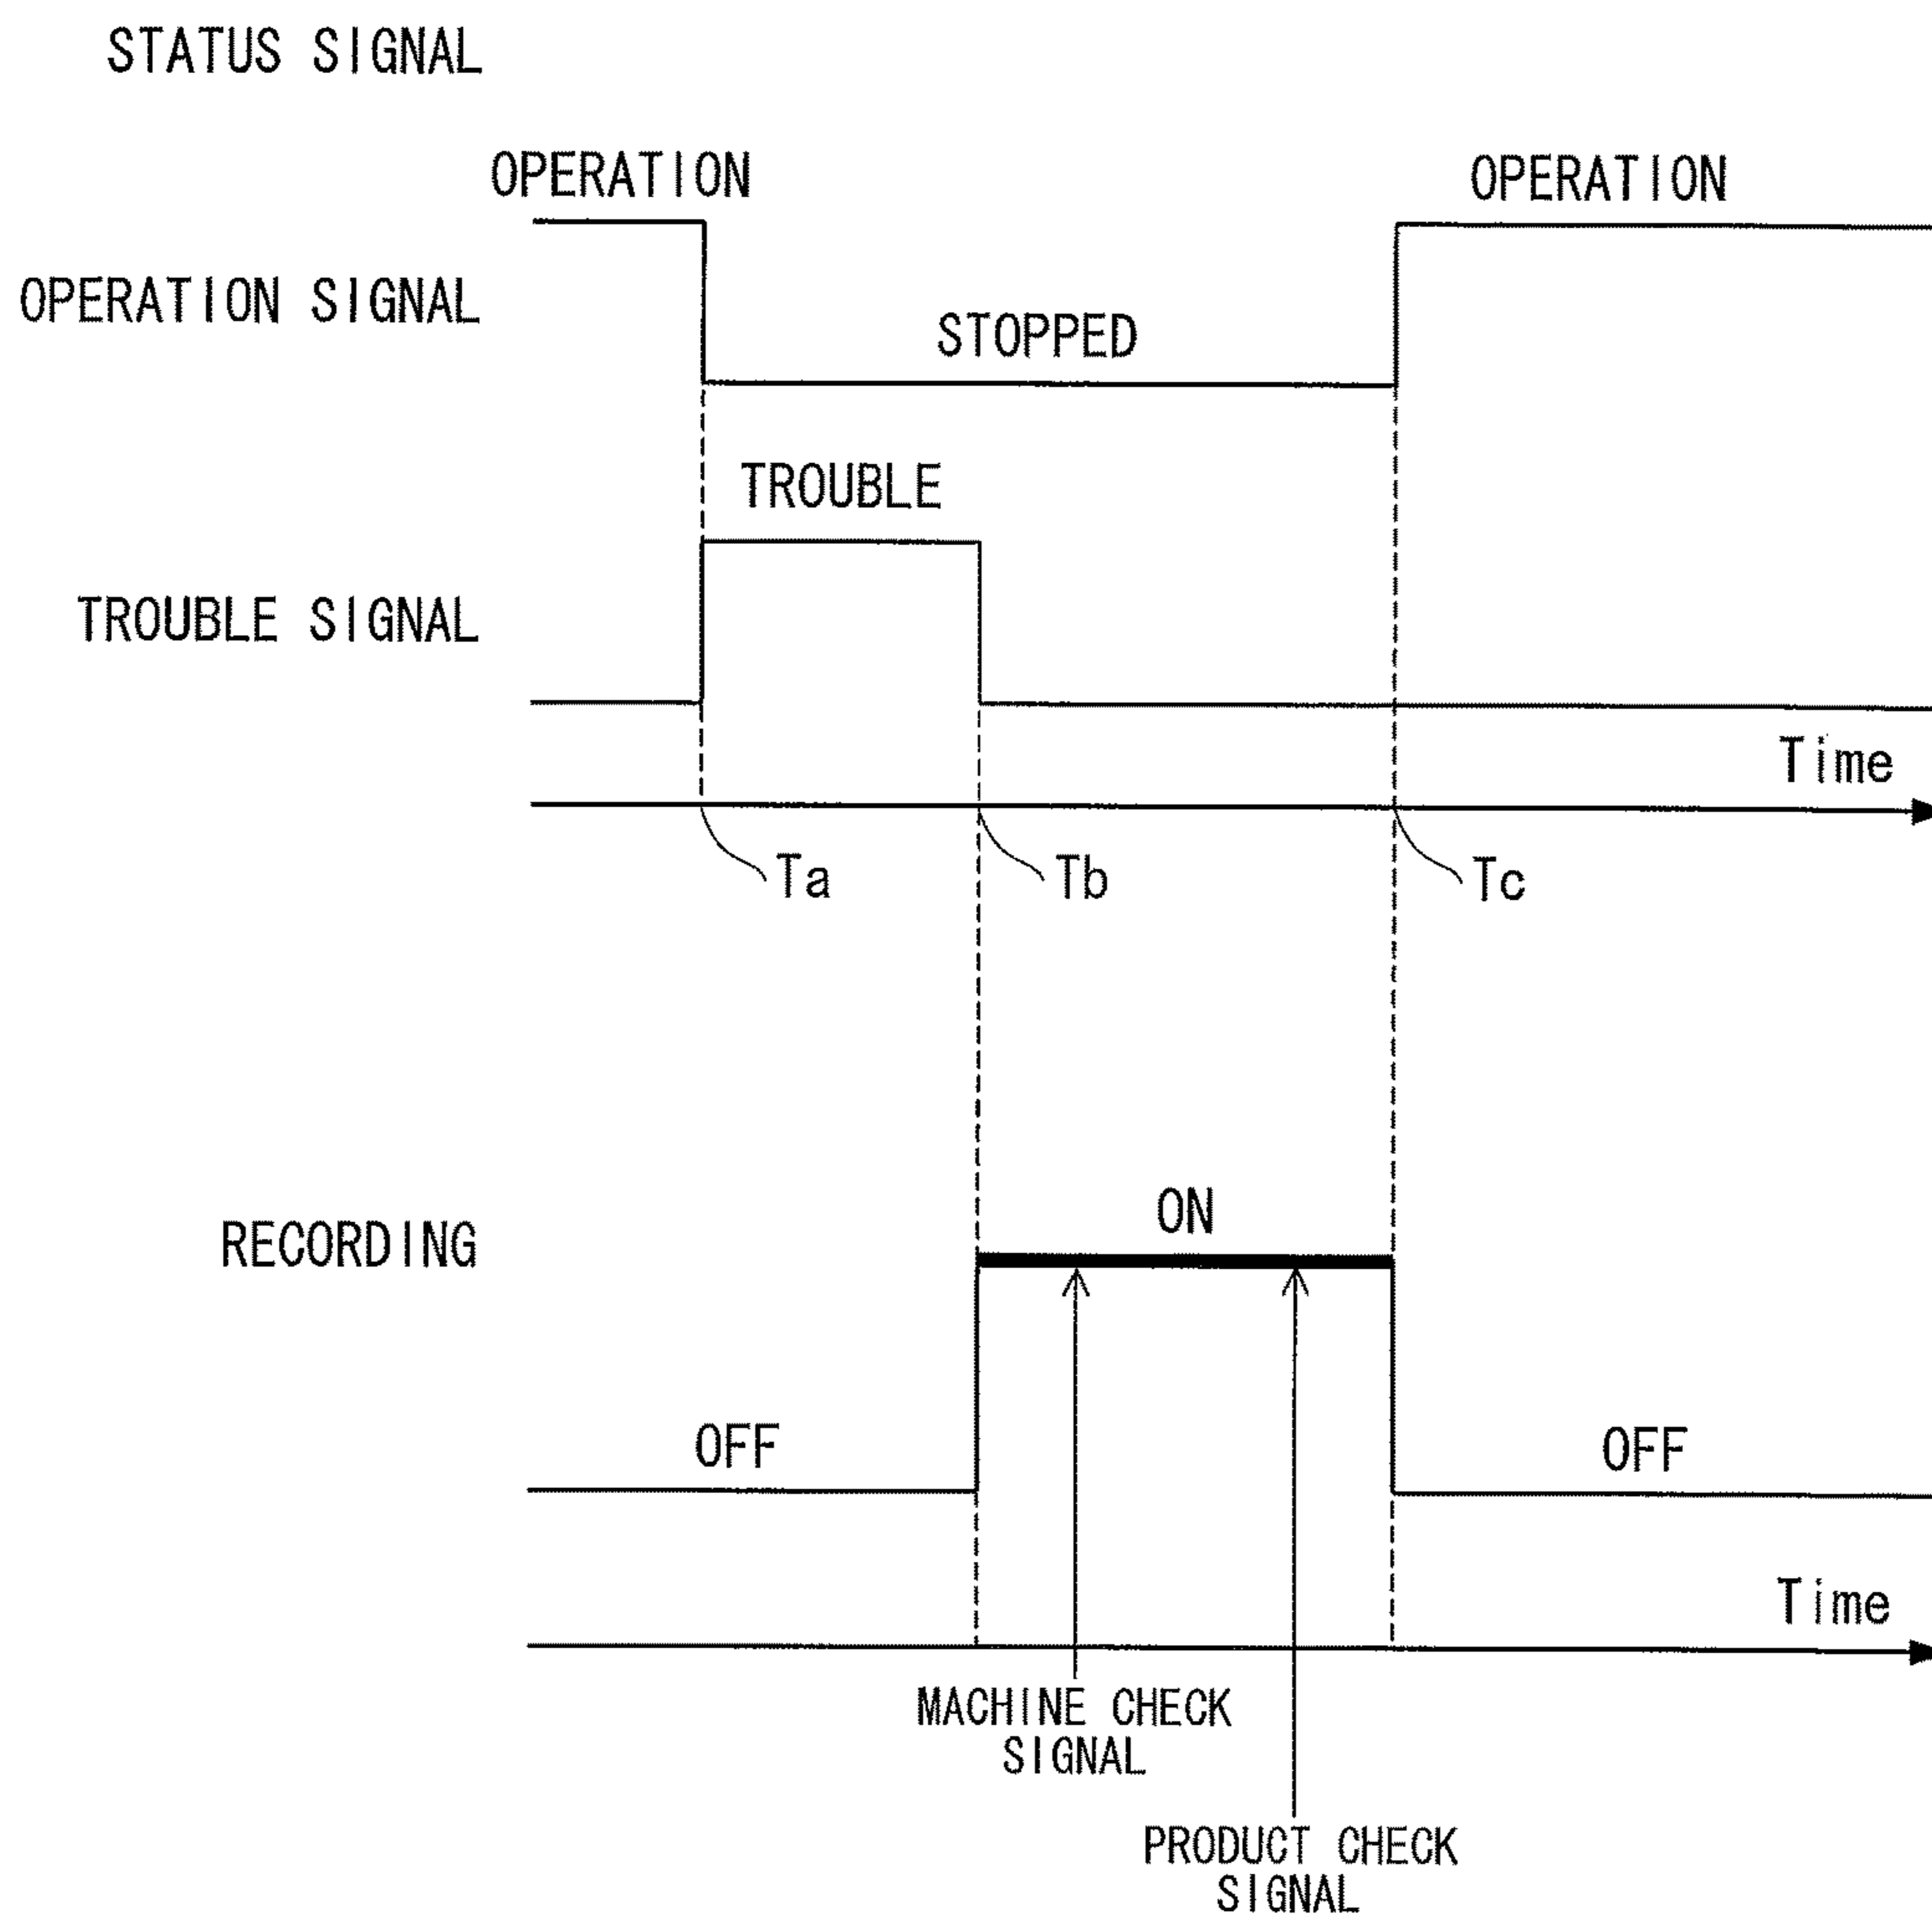 STATUS SIGNAL
OPERATION
OPERATION
OPERATION SIGNAL
STOPPED
TROUBLE
TROUBLE SIGNAL
Time
Ta
Tb
Tc
ON
RECORDING
OFF
OFF
Time
MACHINE CHECK
SIGNAL
PRODUCT CHECK
SIGNAL